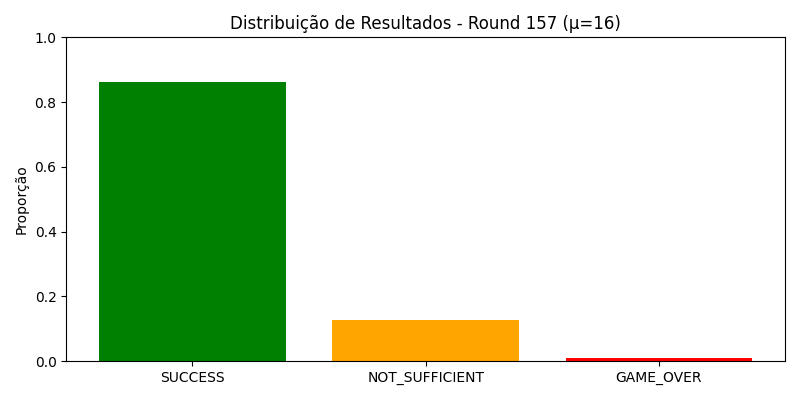 Distribuição de Resultados - Round 157 (μ=16)
Proporção
1.0
0.8
0.6
0.4
0.2
0.0
SUCCESS
NOT_SUFFICIENT
GAME_OVER